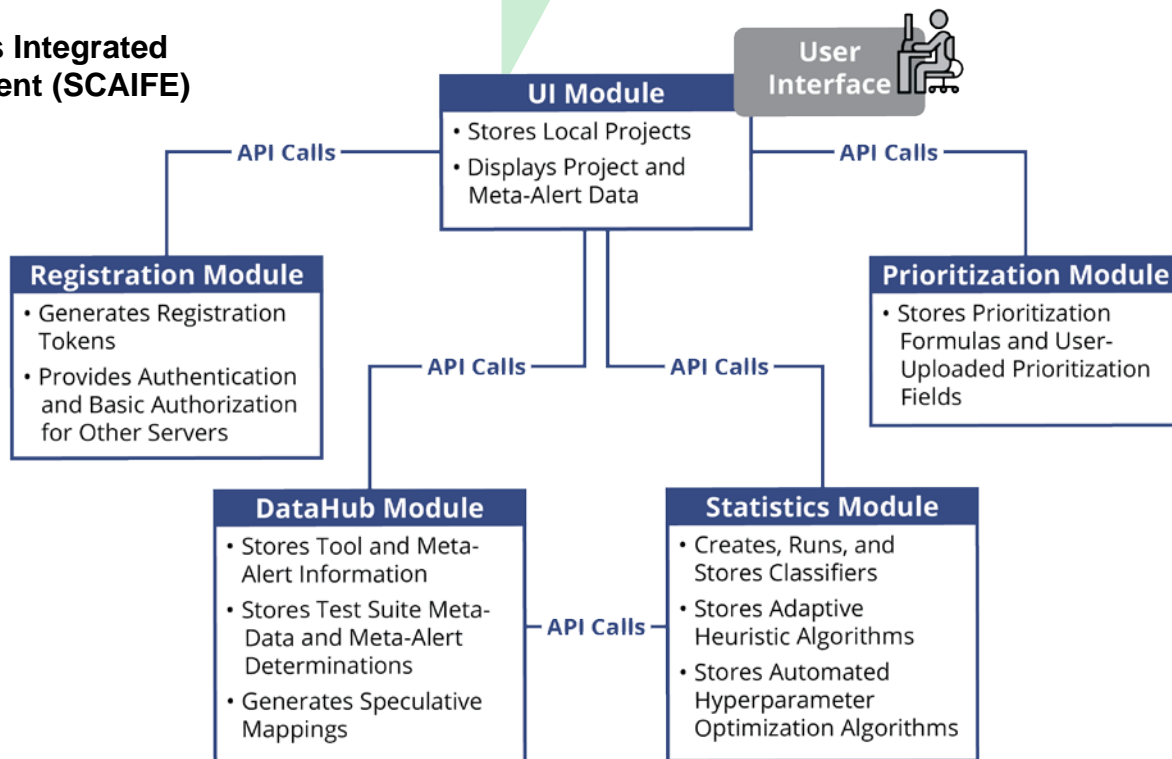 s Integrated
ent (SCAIFE)
User
Interface
UI Module
• Stores Local Projects
• Displays Project and
Meta-Alert Data
API Calls
API Calls
Registration Module
• Generates Registration
Tokens
• Provides Authentication
and Basic Authorization
for Other Servers
Prioritization Module
• Stores Prioritization
Formulas and User-
Uploaded Prioritization
Fields
API Calls
API Calls
DataHub Module
• Stores Tool and Meta-
Alert Information
• Stores Test Suite Meta-
Data and Meta-Alert
Determinations
• Generates Speculative
Mappings
API Calls
Statistics Module
• Creates, Runs, and
Stores Classifiers
• Stores Adaptive
Heuristic Algorithms
• Stores Automated
Hyperparameter
Optimization Algorithms